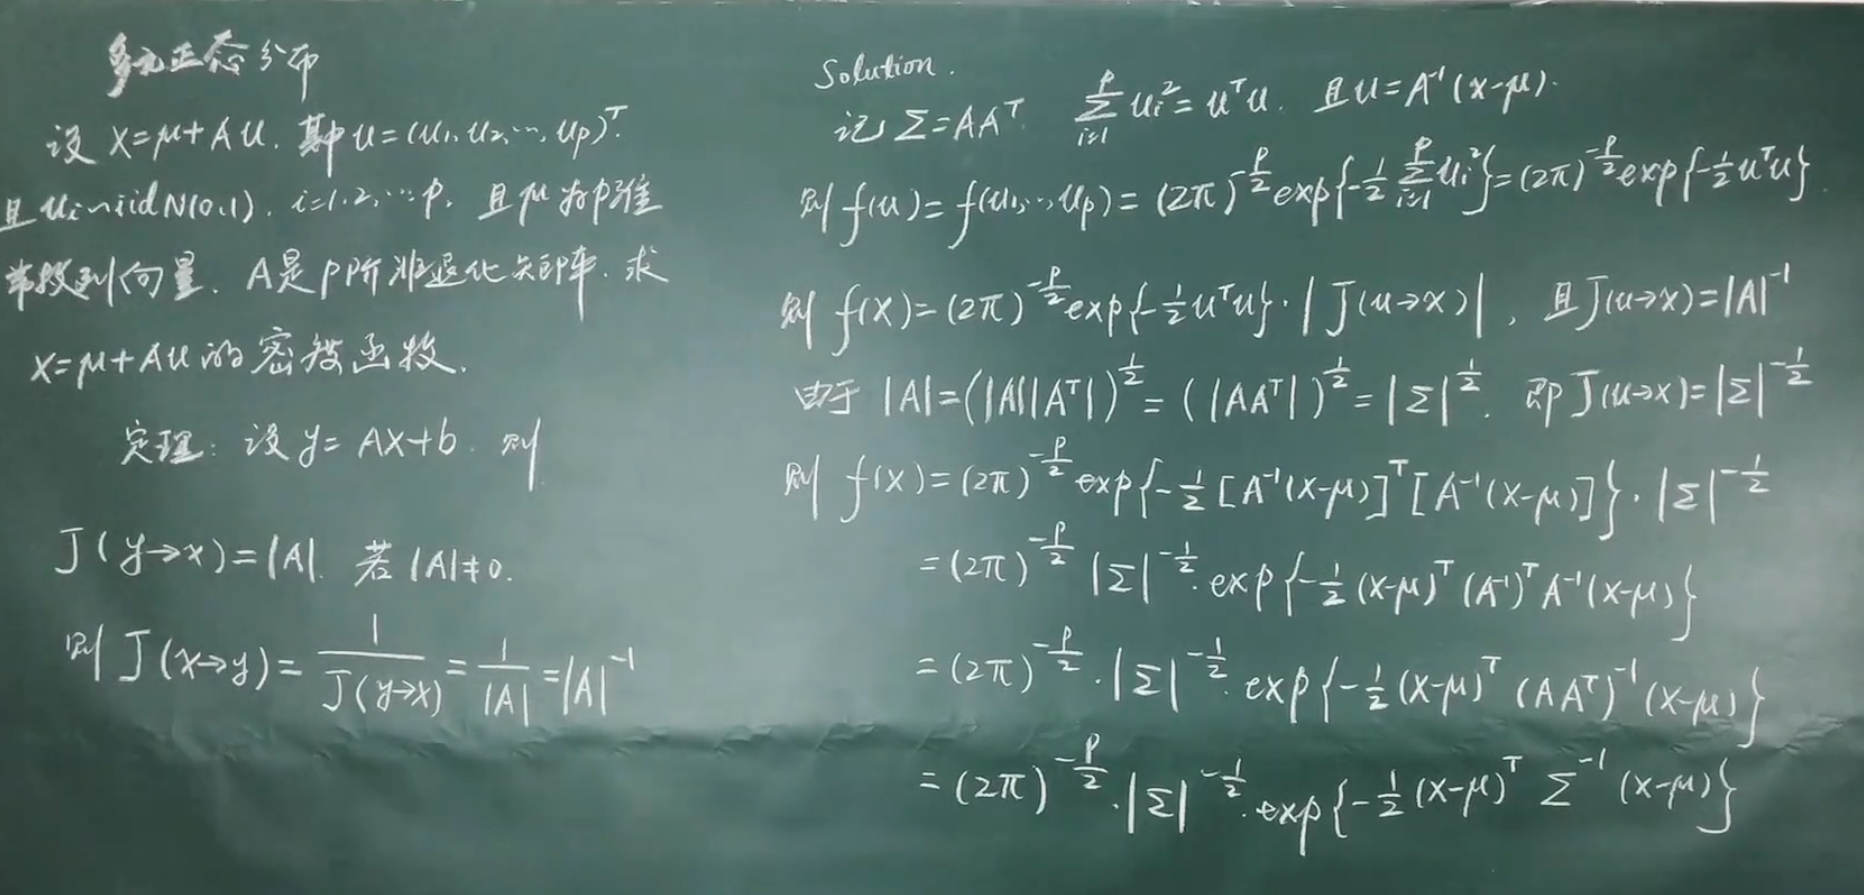 多元正态分布
设 X=μ+AU. 其中 u=(u₁,u₂,…,uₚ)ᵀ.
且 uᵢ~iidN(0,1). i=1,2,…p. 且μ为p维
常数列向量. A是p阶非退化矩阵. 求
X=μ+AU的密度函数.
定理: 设 y=AX+b. 则
J(y→x)=|A|. 若|A|≠0.
则 J(x→y)=1/J(y→x)=1/|A|=|A|⁻¹
Solution.
记 Σ=AAᵀ ∑_{i=1}^{p} uᵢ²=uᵀu. 且 u=A⁻¹(x-μ).
则 f(u)=f(u₁,…,uₚ)=(2π)^{-p/2} exp{-1/2 ∑_{i=1}^{p} uᵢ²}=(2π)^{-p/2} exp{-1/2 uᵀu}.
则 f(x)=(2π)^{-p/2} exp{-1/2 uᵀu}·|J(u→x)|, 且 J(u→x)=|A|⁻¹
由于 |A|=(|A||Aᵀ|)^{1/2}=(|AAᵀ|)^{1/2}=|Σ|^{1/2}. 即 J(u→x)=|Σ|^{-1/2}
则 f(x)=(2π)^{-p/2} exp{-1/2 [A⁻¹(x-μ)]ᵀ[A⁻¹(x-μ)]}·|Σ|^{-1/2}
=(2π)^{-p/2} |Σ|^{-1/2}·exp{-1/2 (x-μ)ᵀ(A⁻¹)ᵀA⁻¹(x-μ)}
=(2π)^{-p/2}·|Σ|^{-1/2}·exp{-1/2 (x-μ)ᵀ(AAᵀ)⁻¹(x-μ)}
=(2π)^{-p/2}·|Σ|^{-1/2}·exp{-1/2 (x-μ)ᵀ Σ⁻¹(x-μ)}